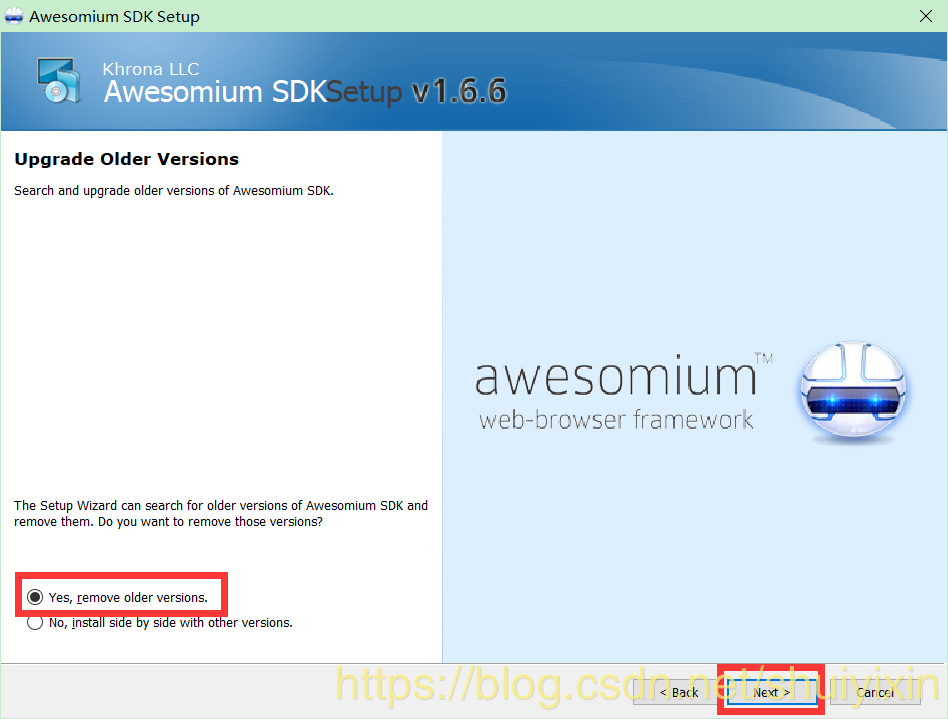 Awesomium SDK Setup
Khrona LLC
Awesomium SDKSetup v1.6.6
Upgrade Older Versions
Search and upgrade older versions of Awesomium SDK.
awesomium™
web-browser framework
The Setup Wizard can search for older versions of Awesomium SDK and
remove them. Do you want to remove those versions?
Yes, remove older versions.
No, install side by side with other versions.
< Back
Next >
Cancel
https://blog.csdn.net/shuiyixin